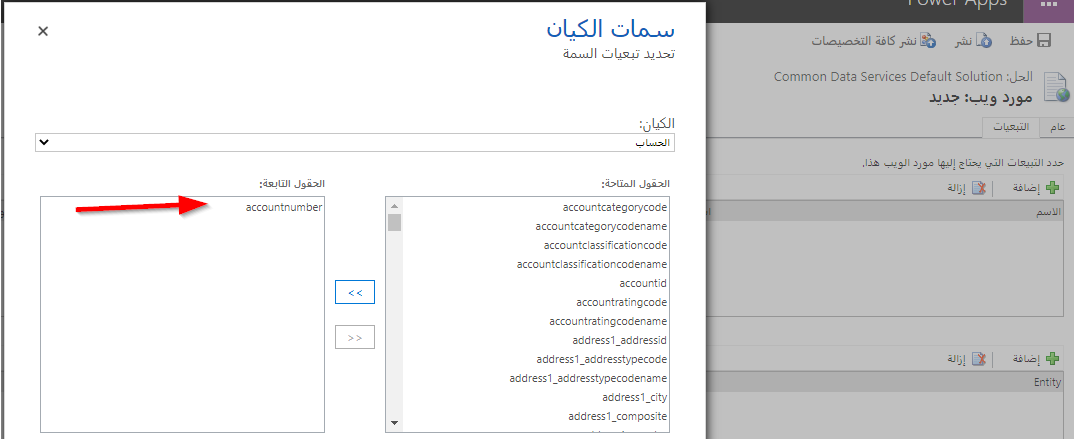 Power Apps
حفظ
نشر
نشر كافة التخصيصات
الحل: Common Data Services Default Solution
مورد ويب: جديد
عام
التبعيات
حدد التبعيات التي يحتاج إليها مورد الويب هذا.
إضافة
إزالة
الاسم
إضافة
إزالة
Entity
سمات الكيان
تحديد تبعيات السمة
الكيان:
الحساب
الحقول المتاحة:
accountcategorycode
accountcategorycodename
accountclassificationcode
accountclassificationcodename
accountid
accountratingcode
accountratingcodename
address1_addressid
address1_addresstypecode
address1_addresstypecodename
address1_city
address1_composite
<<
>>
الحقول التابعة:
accountnumber